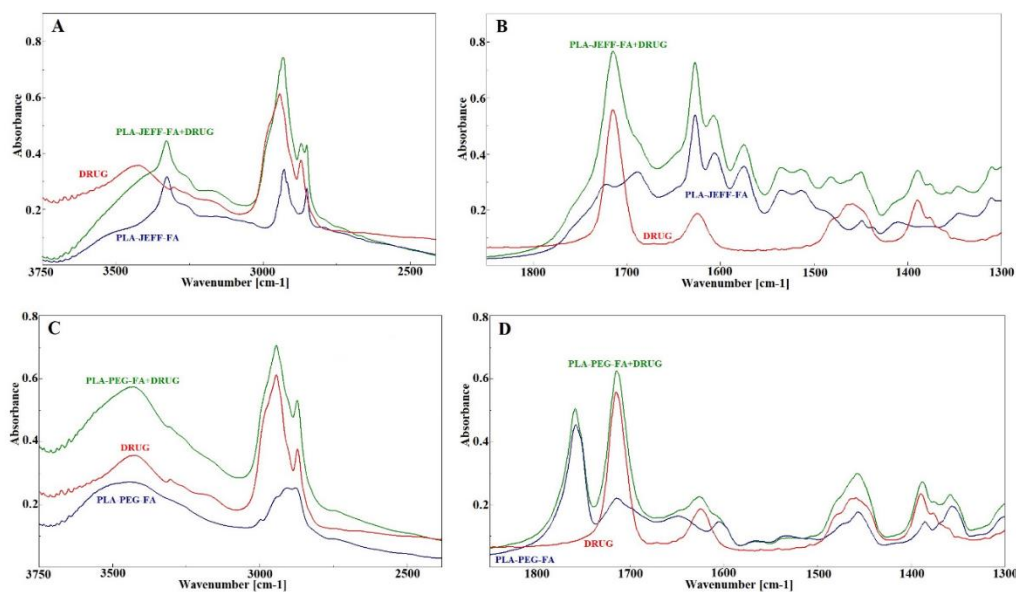 A
0.8
0.6
0.4
0.2
Absorbance
PLA-JEFF-FA+DRUG
DRUG
PLA-JEFF-FA
3750 3500 3000 2500
Wavenumber [cm-1]
B
0.8
0.6
0.4
0.2
Absorbance
PLA-JEFF-FA+DRUG
PLA-JEFF-FA
DRUG
1800 1700 1600 1500 1400 1300
Wavenumber [cm-1]
C
0.8
0.6
0.4
0.2
Absorbance
PLA-PEG-FA+DRUG
DRUG
PLA-PEG-FA
3750 3500 3000 2500
Wavenumber [cm-1]
D
0.8
0.6
0.4
0.2
Absorbance
PLA-PEG-FA+DRUG
DRUG
PLA-PEG-FA
1800 1700 1600 1500 1400 1300
Wavenumber [cm-1]